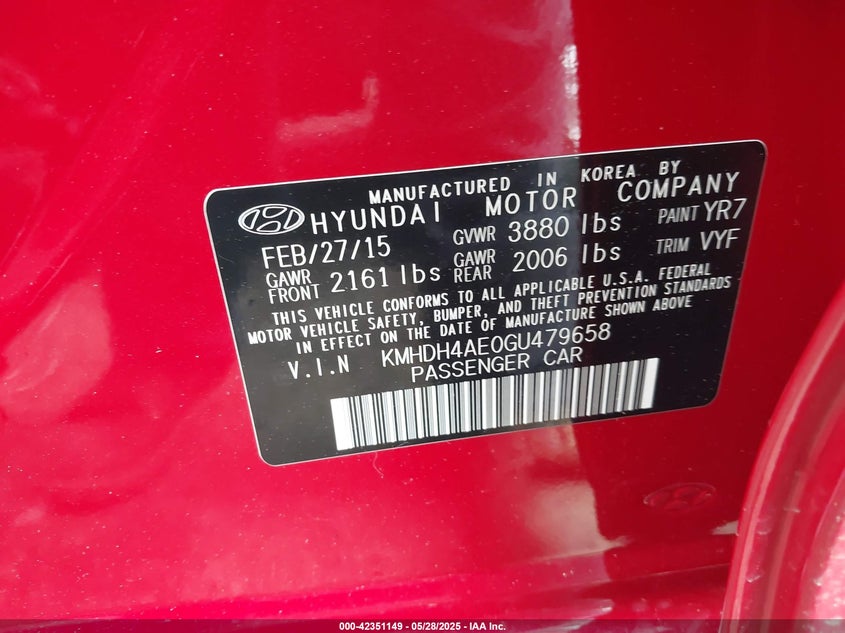 MANUFACTURED IN KOREA BY
HYUNDAI MOTOR COMPANY
FEB/27/15 GVWR 3880 lbs PAINT YR7
GAWR FRONT 2161 lbs GAWR REAR 2006 lbs TRIM VYF
THIS VEHICLE CONFORMS TO ALL APPLICABLE U.S.A. FEDERAL
MOTOR VEHICLE SAFETY, BUMPER, AND THEFT PREVENTION STANDARDS
IN EFFECT ON THE DATE OF MANUFACTURE SHOWN ABOVE
V.I.N KMHDH4AE0GU479658
PASSENGER CAR
000-42351149 - 05/28/2025 - IAA Inc.